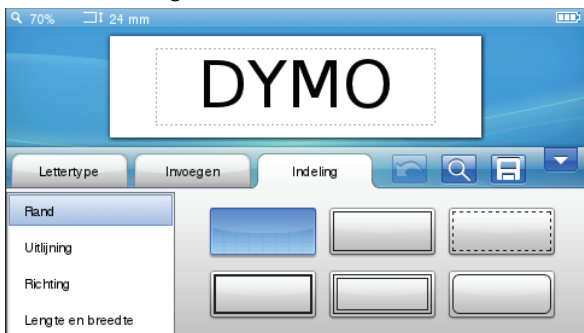 70% 24 mm
DYMO
Lettertype Invoegen Indeling
Rand
Uitlijning
Richting
Lengte en breedte